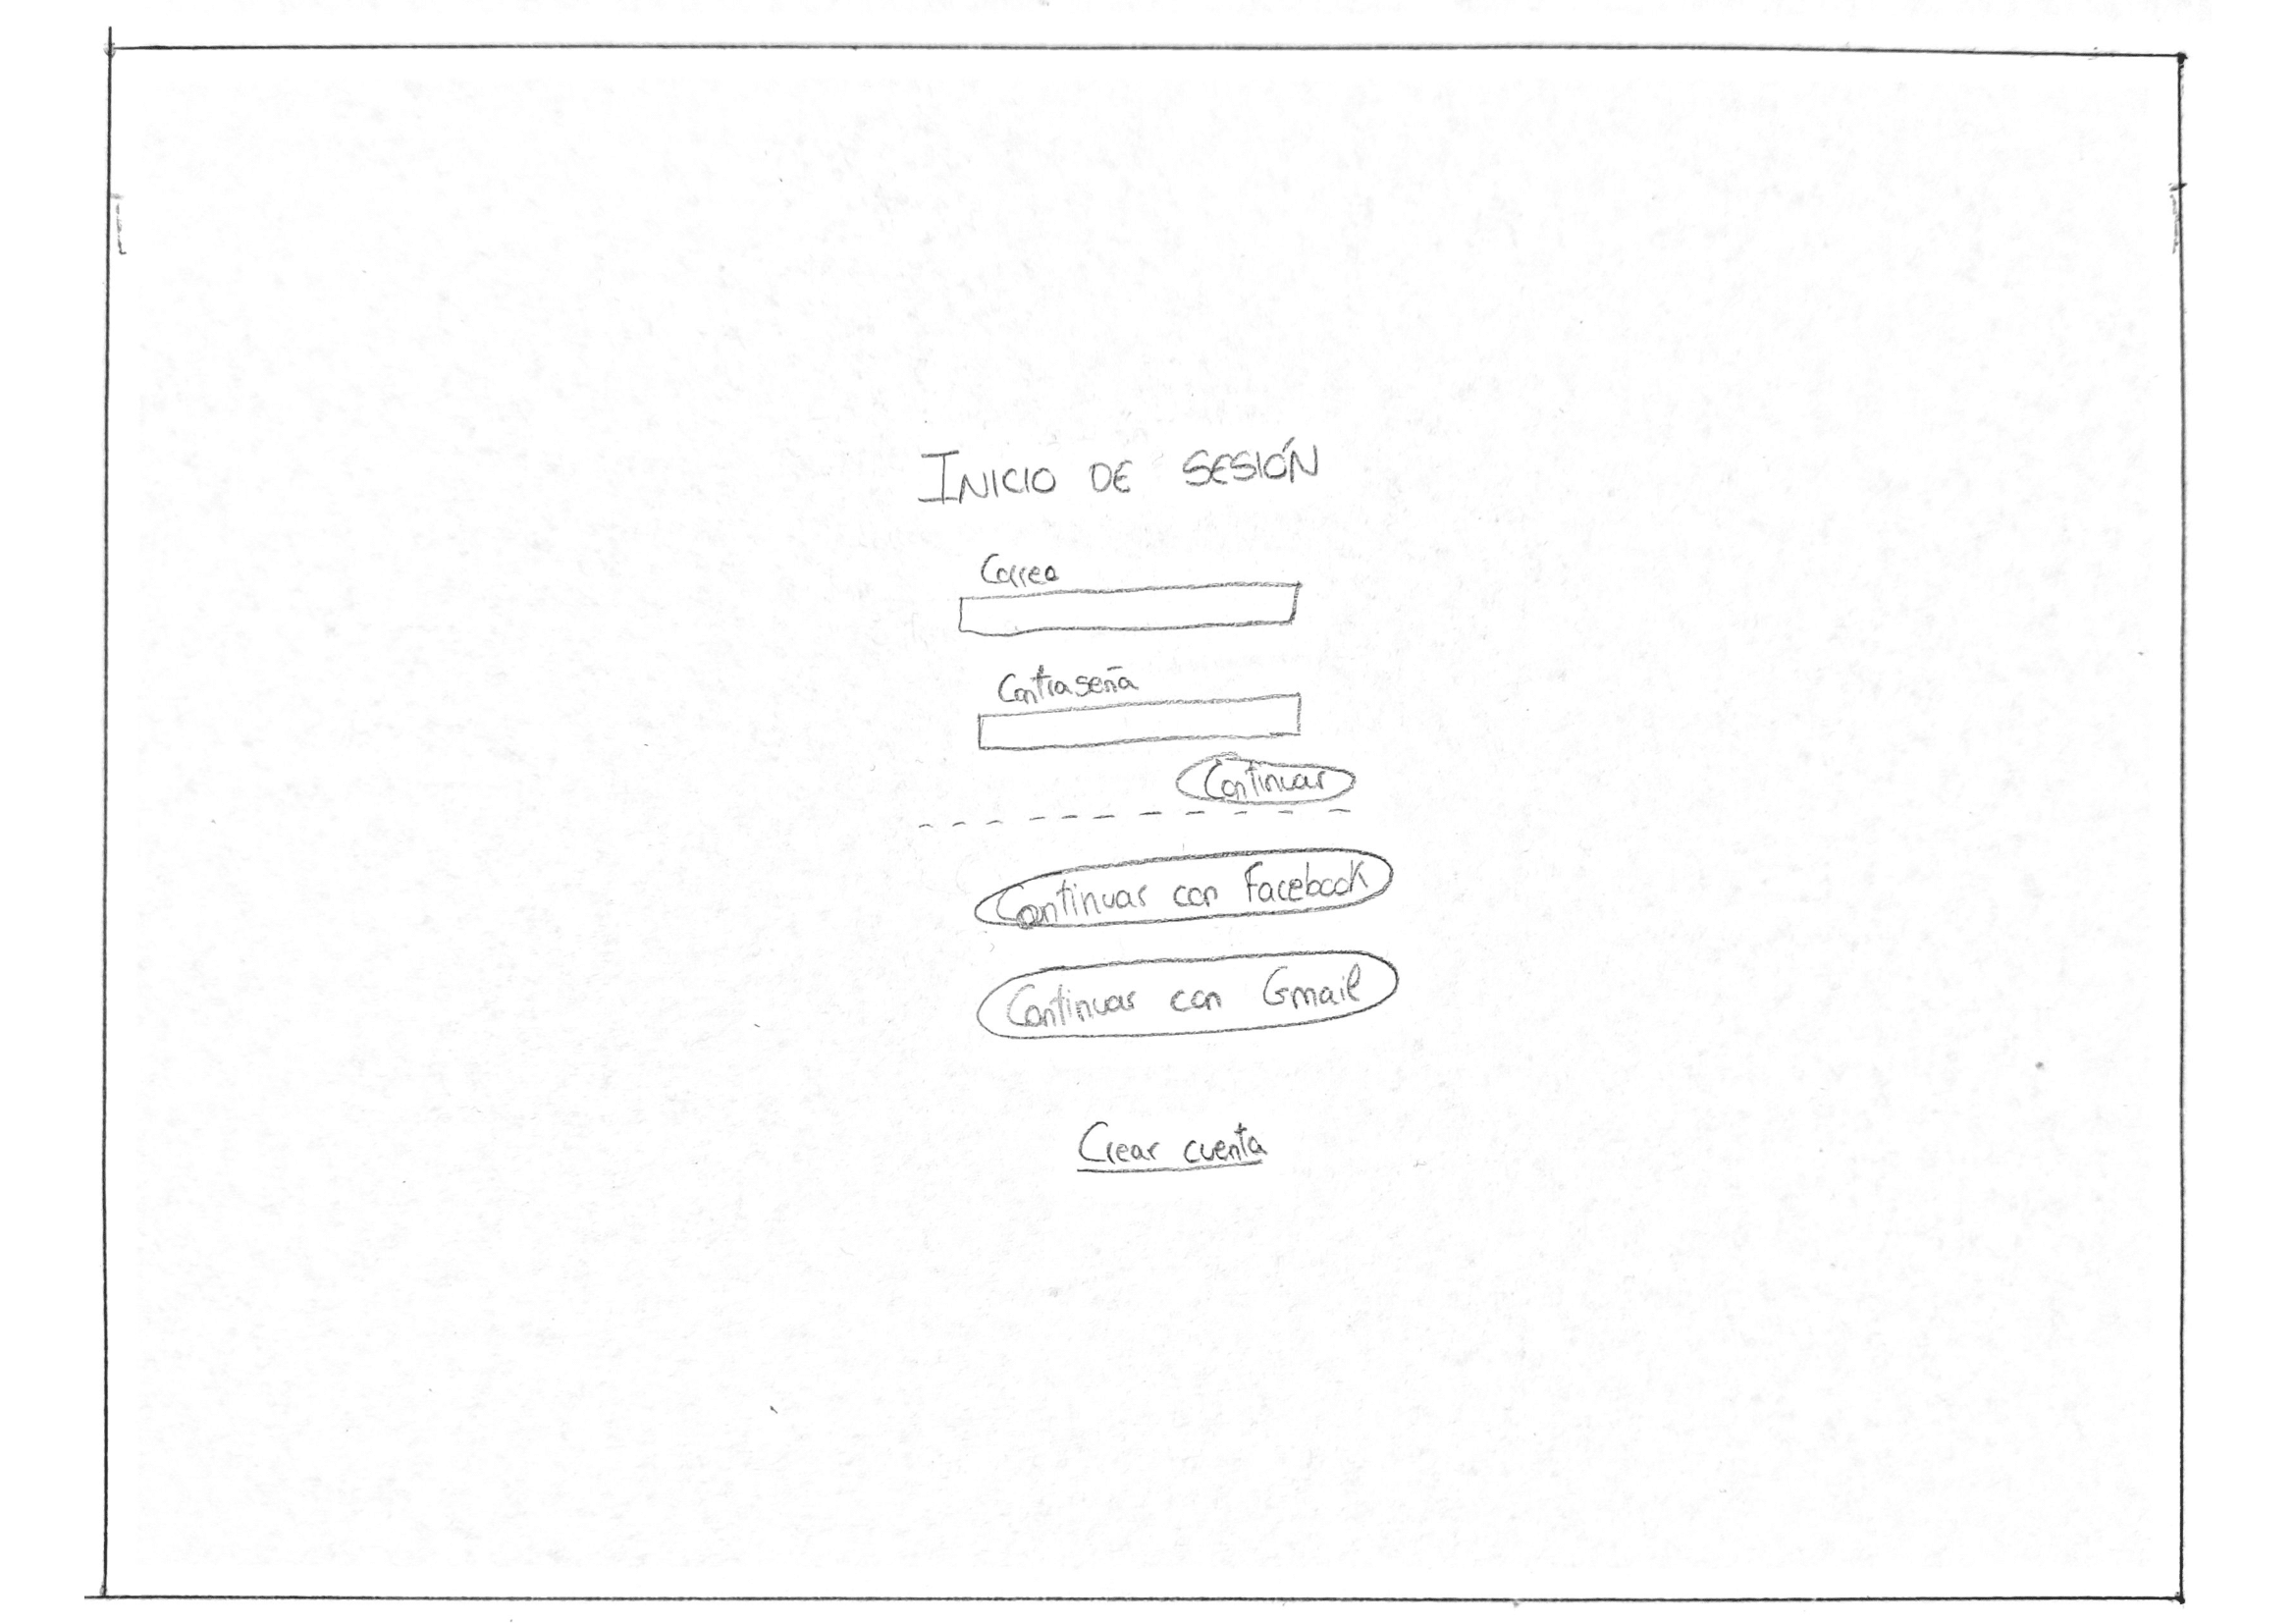 INICIO DE SESIÓN
Correo
Contraseña
Continuar
Continuar con Facebook
Continuar con Gmail
Crear cuenta